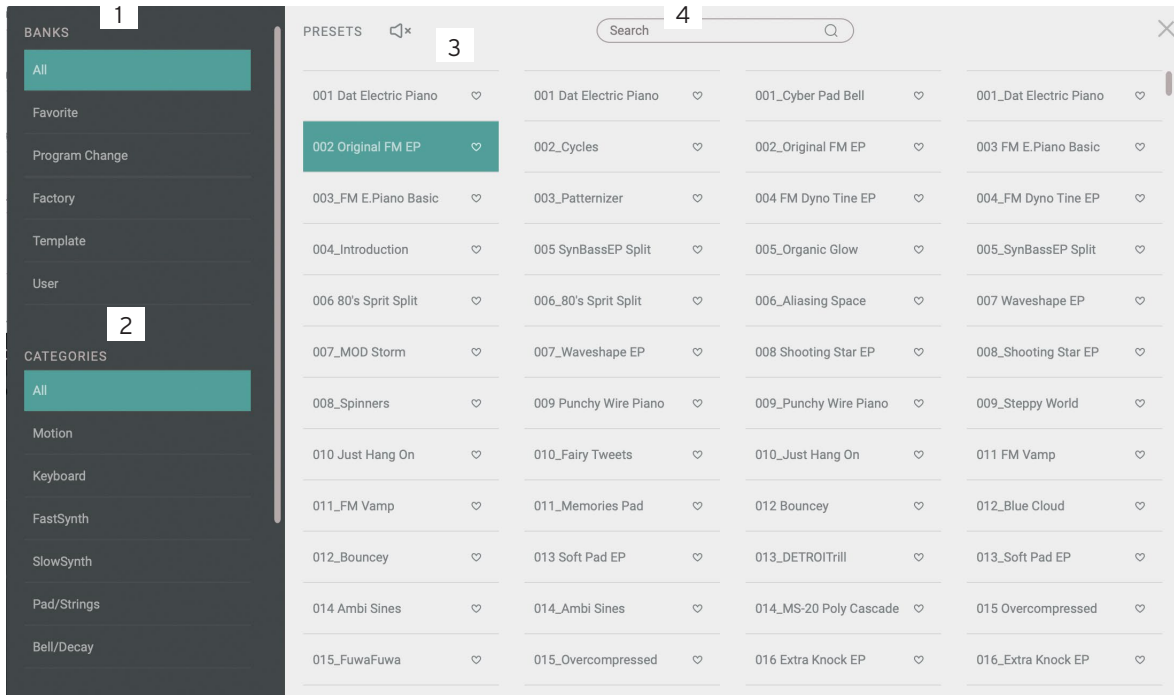 1
BANKS
All
Favorite
Program Change
Factory
Template
User
2
CATEGORIES
All
Motion
Keyboard
FastSynth
SlowSynth
Pad/Strings
Bell/Decay
PRESETS
3
4
Search
001 Dat Electric Piano 001 Dat Electric Piano 001_Cyber Pad Bell 001_Dat Electric Piano
002 Original FM EP 002_Cycles 002_Original FM EP 003 FM E.Piano Basic
003_FM E.Piano Basic 003_Patternizer 004 FM Dyno Tine EP 004_FM Dyno Tine EP
004_Introduction 005 SynBassEP Split 005_Organic Glow 005_SynBassEP Split
006 80's Sprit Split 006_80's Sprit Split 006_Aliasing Space 007 Waveshape EP
007_MOD Storm 007_Waveshape EP 008 Shooting Star EP 008_Shooting Star EP
008_Spinners 009 Punchy Wire Piano 009_Punchy Wire Piano 009_Steppy World
010 Just Hang On 010_Fairy Tweets 010_Just Hang On 011 FM Vamp
011_FM Vamp 011_Memories Pad 012 Bouncey 012_Blue Cloud
012_Bouncey 013 Soft Pad EP 013_DETROITrill 013_Soft Pad EP
014 Ambi Sines 014_Ambi Sines 014_MS-20 Poly Cascade 015 Overcompressed
015_FuwaFuwa 015_Overcompressed 016 Extra Knock EP 016_Extra Knock EP